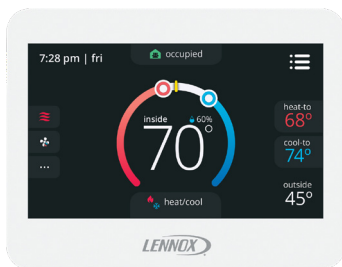 7:28 pm | fri
occupied
inside
60%
70°
heat-to
68°
cool-to
74°
outside
45°
heat/cool
LENNOX